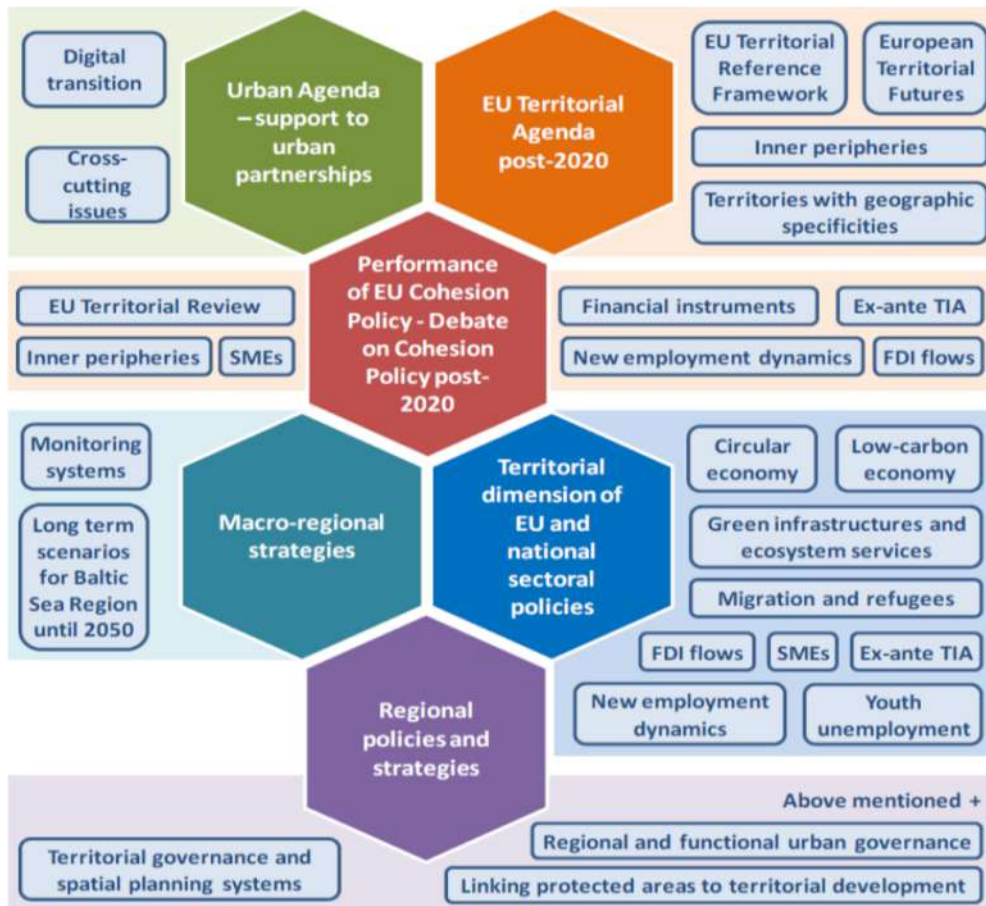 Digital
transition
Cross-
cutting
issues
Urban Agenda
– support to
urban
partnerships
EU Territorial
Agenda
post-2020
EU Territorial
Reference
Framework
European
Territorial
Futures
Inner peripheries
Territories with geographic
specificities
EU Territorial Review
Inner peripheries
SMEs
Performance
of EU Cohesion
Policy - Debate
on Cohesion
Policy post-
2020
Financial instruments
Ex-ante TIA
New employment dynamics
FDI flows
Monitoring
systems
Long term
scenarios
for Baltic
Sea Region
until 2050
Macro-regional
strategies
Territorial
dimension of
EU and
national
sectoral
policies
Circular
economy
Low-carbon
economy
Green infrastructures and
ecosystem services
Migration and refugees
FDI flows
SMEs
Ex-ante TIA
New employment
dynamics
Youth
unemployment
Regional
policies and
strategies
Above mentioned +
Territorial governance and
spatial planning systems
Regional and functional urban governance
Linking protected areas to territorial development